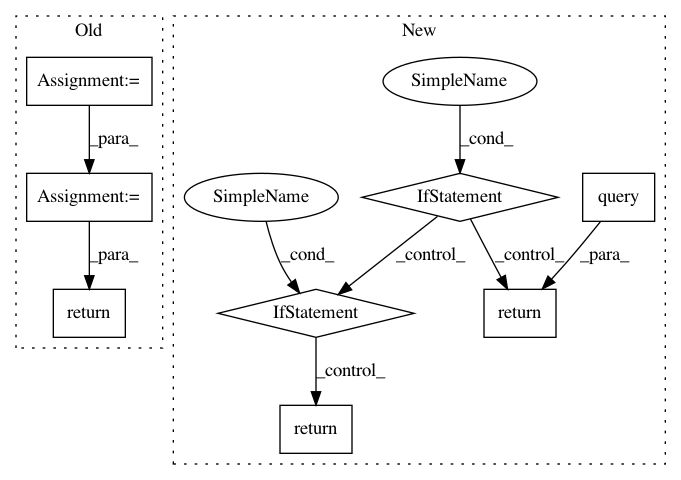 Old
New
Assignment:=
SimpleName
_para_
_cond_
Assignment:=
SimpleName
IfStatement
query
_para_
_cond_
_control_
_control_
_para_
return
IfStatement
return
_control_
return